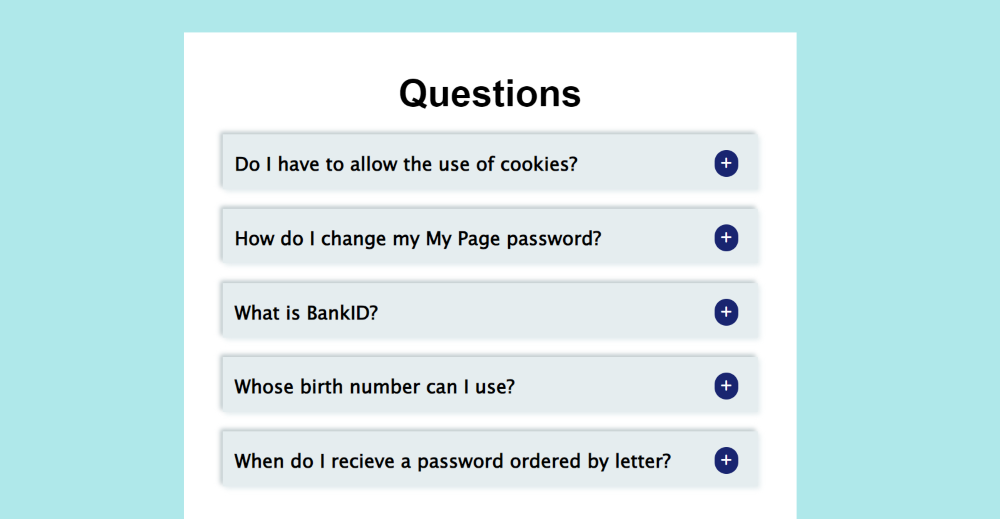 Questions
Do I have to allow the use of cookies?
How do I change my My Page password?
What is BankID?
Whose birth number can I use?
When do I recieve a password ordered by letter?